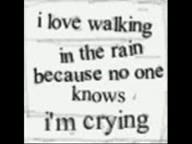 i love walking
in the rain
because no one
knows
i'm crying